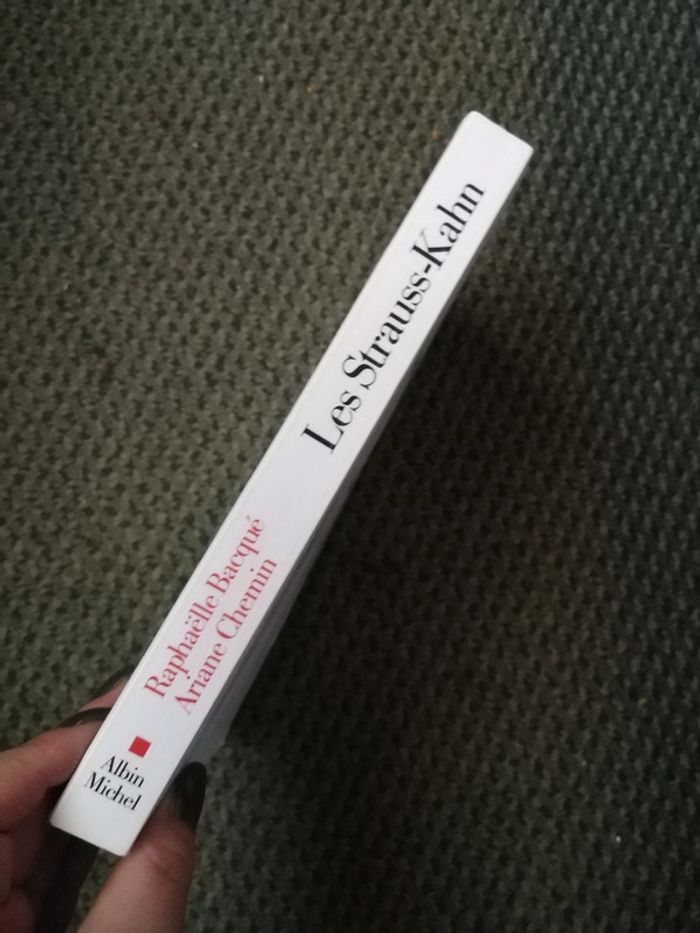 Les Strauss-Kahn
Raphaëlle Bacqué
Ariane Chemin
Albin
Michel